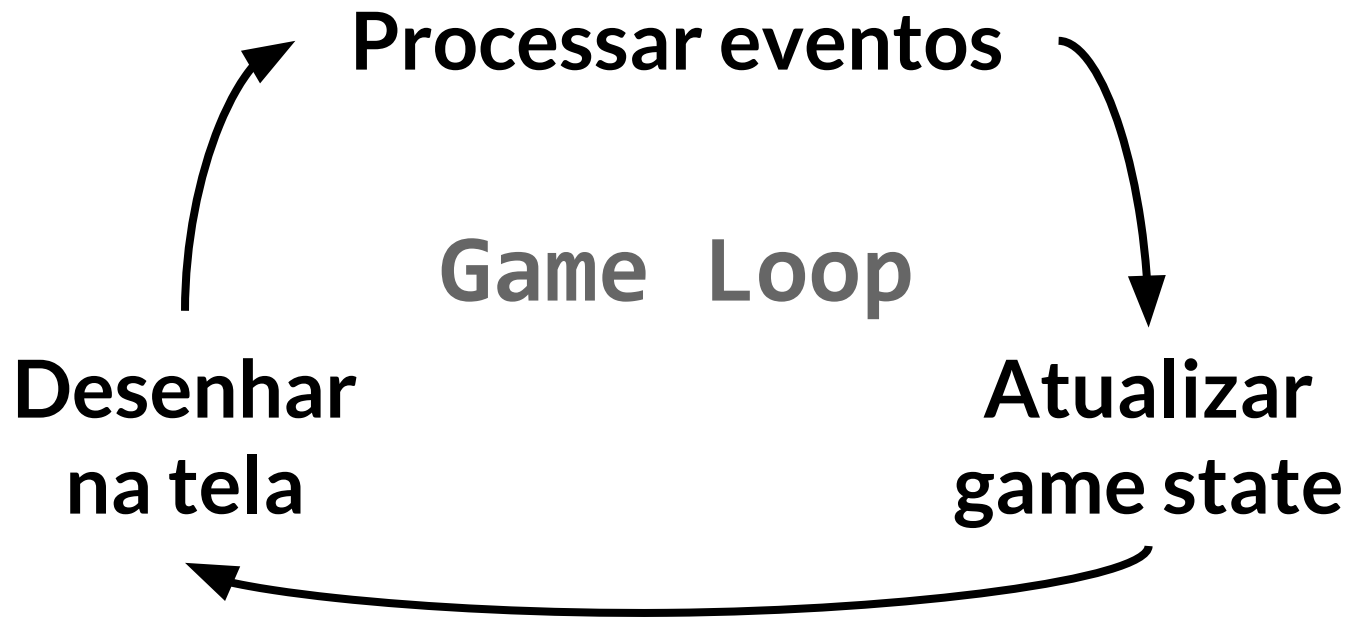 Processar eventos
Game Loop
Desenhar
na tela
Atualizar
game state